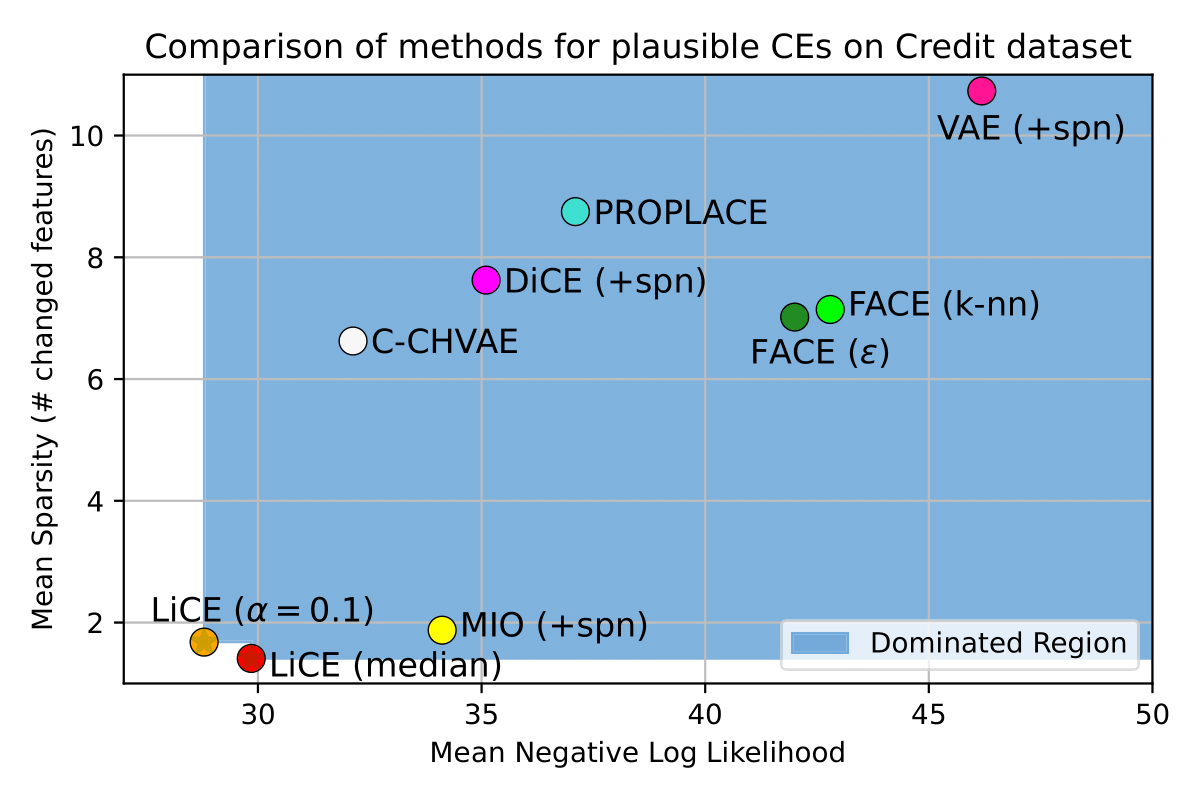 Comparison of methods for plausible CEs on Credit dataset
Mean Sparsity (# changed features)
10
8
6
4
2
VAE (+spn)
PROPLACE
DiCE (+spn)
FACE (k-nn)
FACE (ε)
C-CHVAE
LiCE (α = 0.1)
MIO (+spn)
LiCE (median)
Dominated Region
30
35
40
45
50
Mean Negative Log Likelihood